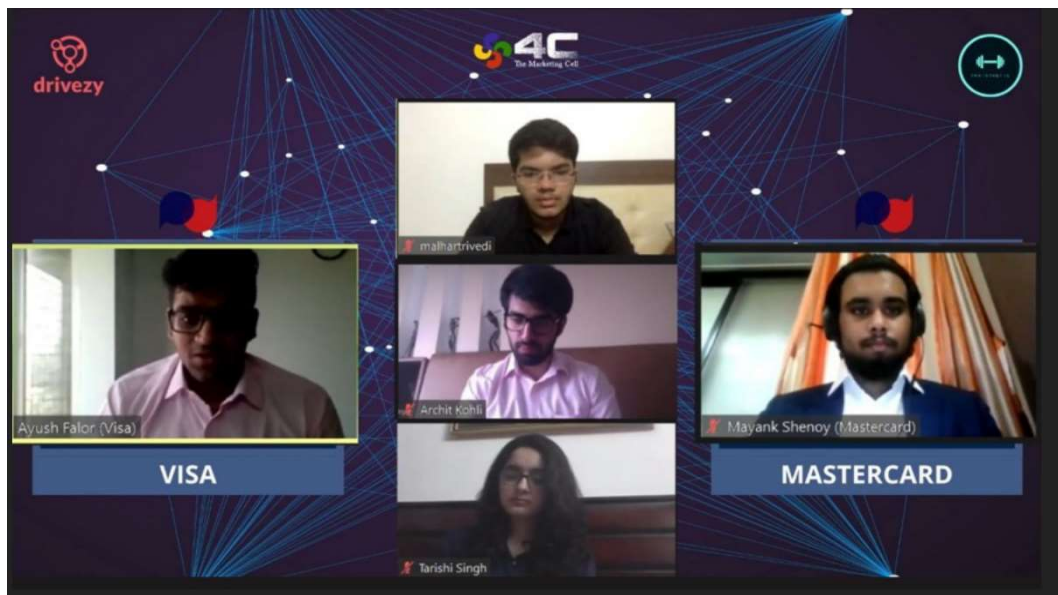 drivezy
4C
The Marketing Cell
malhartrivedi
Ayush Falor (Visa)
Archit Kohli
Mayank Shenoy (Mastercard)
VISA
MASTERCARD
Tarishi Singh